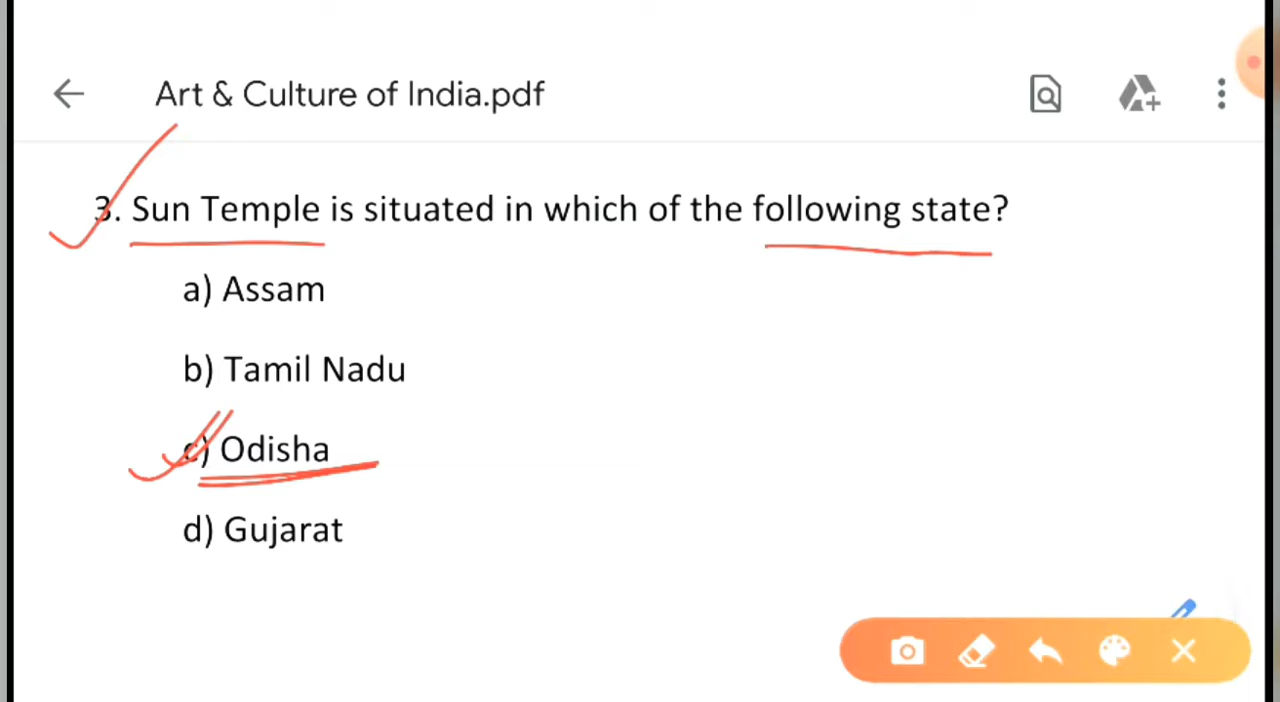 Art & Culture of India.pdf
3. Sun Temple is situated in which of the following state?
a) Assam
b) Tamil Nadu
c) Odisha
d) Gujarat